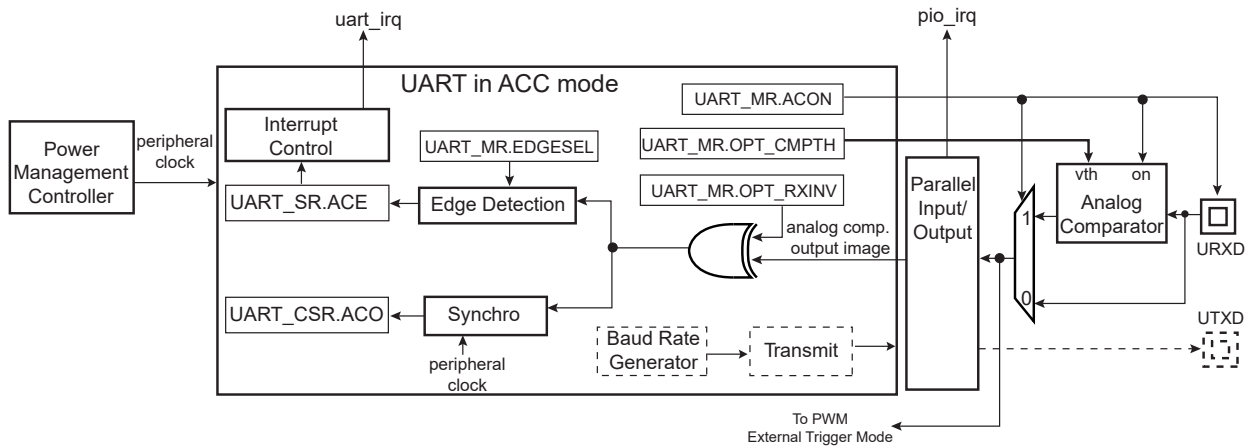 uart_irq
pio_irq
UART in ACC mode
UART_MR.ACON
Interrupt
Control
Power
Management
Controller
peripheral
clock
UART_MR.EDGESEL
UART_MR.OPT_CMPTH
UART_MR.OPT_RXINV
UART_SR.ACE
Edge Detection
analog comp.
output image
Parallel
Input/
Output
vth
on
Analog
Comparator
1
0
URXD
UART_CSR.ACO
Synchro
peripheral
clock
Baud Rate
Generator
Transmit
UTXD
To PWM
External Trigger Mode